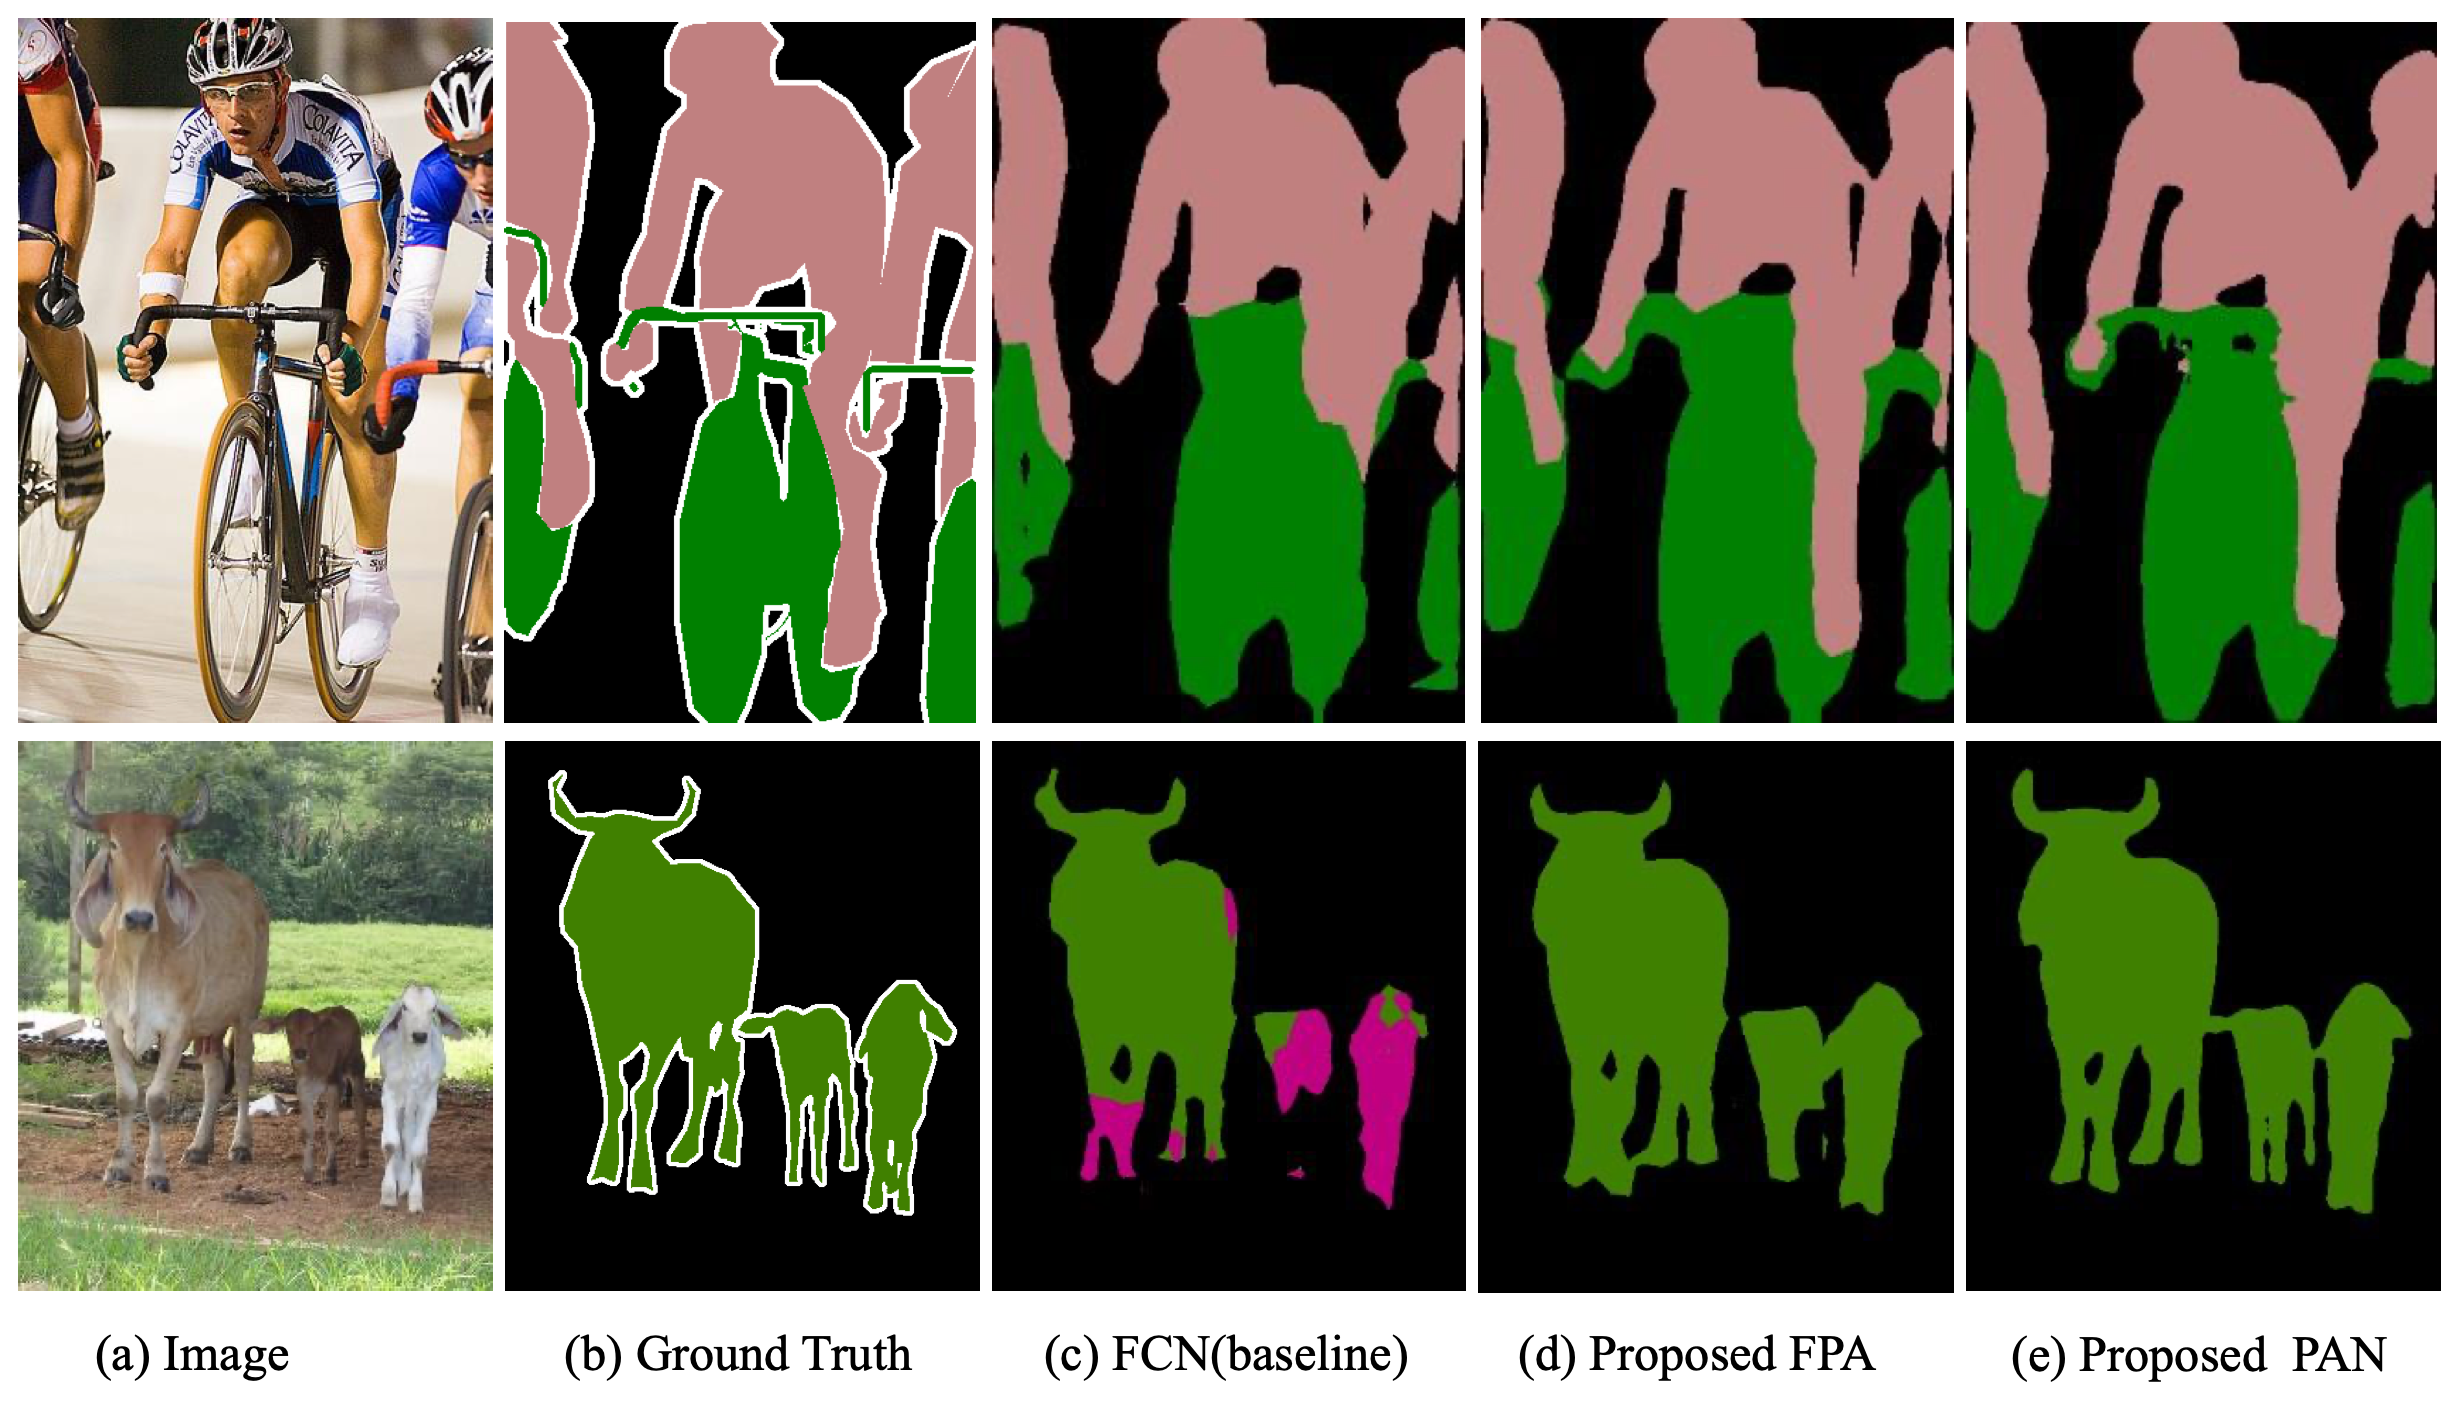 COLAVITA
COLAVITA
(a) Image
(b) Ground Truth
(c) FCN(baseline)
(d) Proposed FPA
(e) Proposed PAN